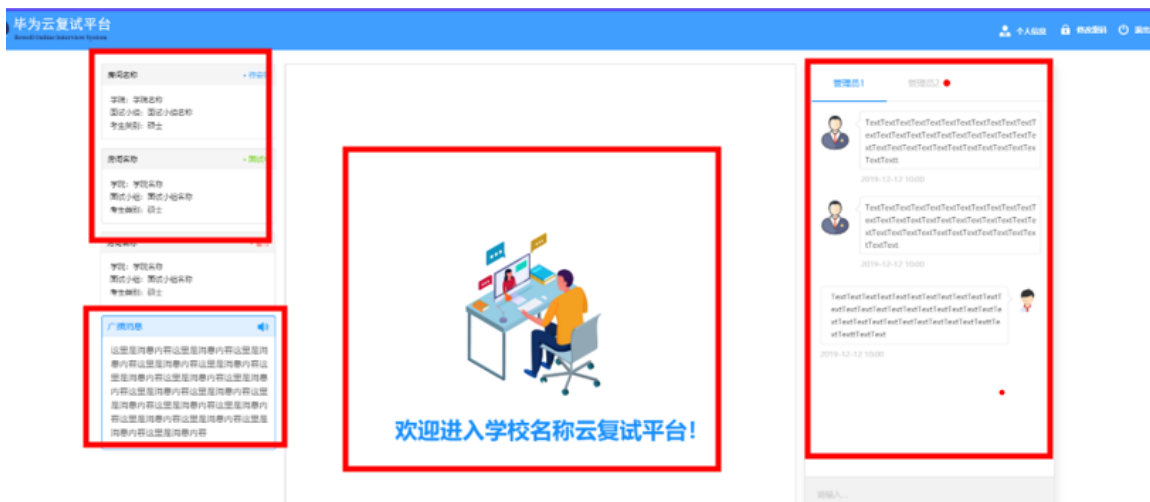 毕为云复试平台
个人信息 修改密码
房间名称
学院：学院名称
面试小组：面试小组名称
考生类别：硕士
房间名称
学院：学院名称
面试小组：面试小组名称
考生类别：硕士
学院：学院名称
面试小组：面试小组名称
考生类别：硕士
广播消息
这里是消息内容这里是消息内容这里是消
息内容这里是消息内容这里是消息内容这
里是消息内容这里是消息内容这里是消息
内容这里是消息内容这里是消息内容这里
是消息内容这里是消息内容这里是消息内
容这里是消息内容这里是消息内容这里是
消息内容这里是消息内容
欢迎进入学校名称云复试平台！
管理员1 管理员2
TextTextTextTextTextTextTextTextTextTextTextT
extTextTextTextTextTextTextTextTextTextTextTe
xtTextTextTextTextTextTextTextTextTextTextTex
TextTextt
2019-12-12 10:00
TextTextTextTextTextTextTextTextTextTextTextT
extTextTextTextTextTextTextTextTextTextTextTe
xtTextTextTextTextTextTextTextTextTextTextTex
tTextText
2019-12-12 10:00
TextTextTextTextTextTextTextTextTextTextTextT
extTextTextTextTextTextTextTextTextTextTextTe
xtTextTextTextTextTextTextTextTextTextTexttTe
xtTexttTextText
2019-12-12 10:00
请输入...